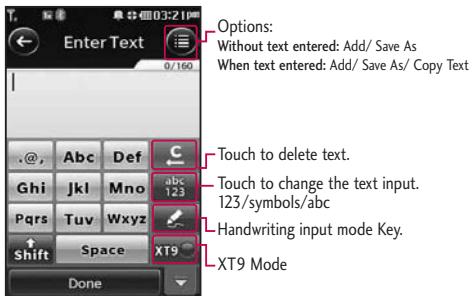 03:21pm
Enter Text
0/160
Options:
Without text entered: Add/ Save As
When text entered: Add/ Save As/ Copy Text
.@, Abc Def C
Touch to delete text.
Ghi Jkl Mno abc
123
Touch to change the text input.
123/symbols/abc
Pqrs Tuv Wxyz
Handwriting input mode Key.
Shift Space XT9
XT9 Mode
Done